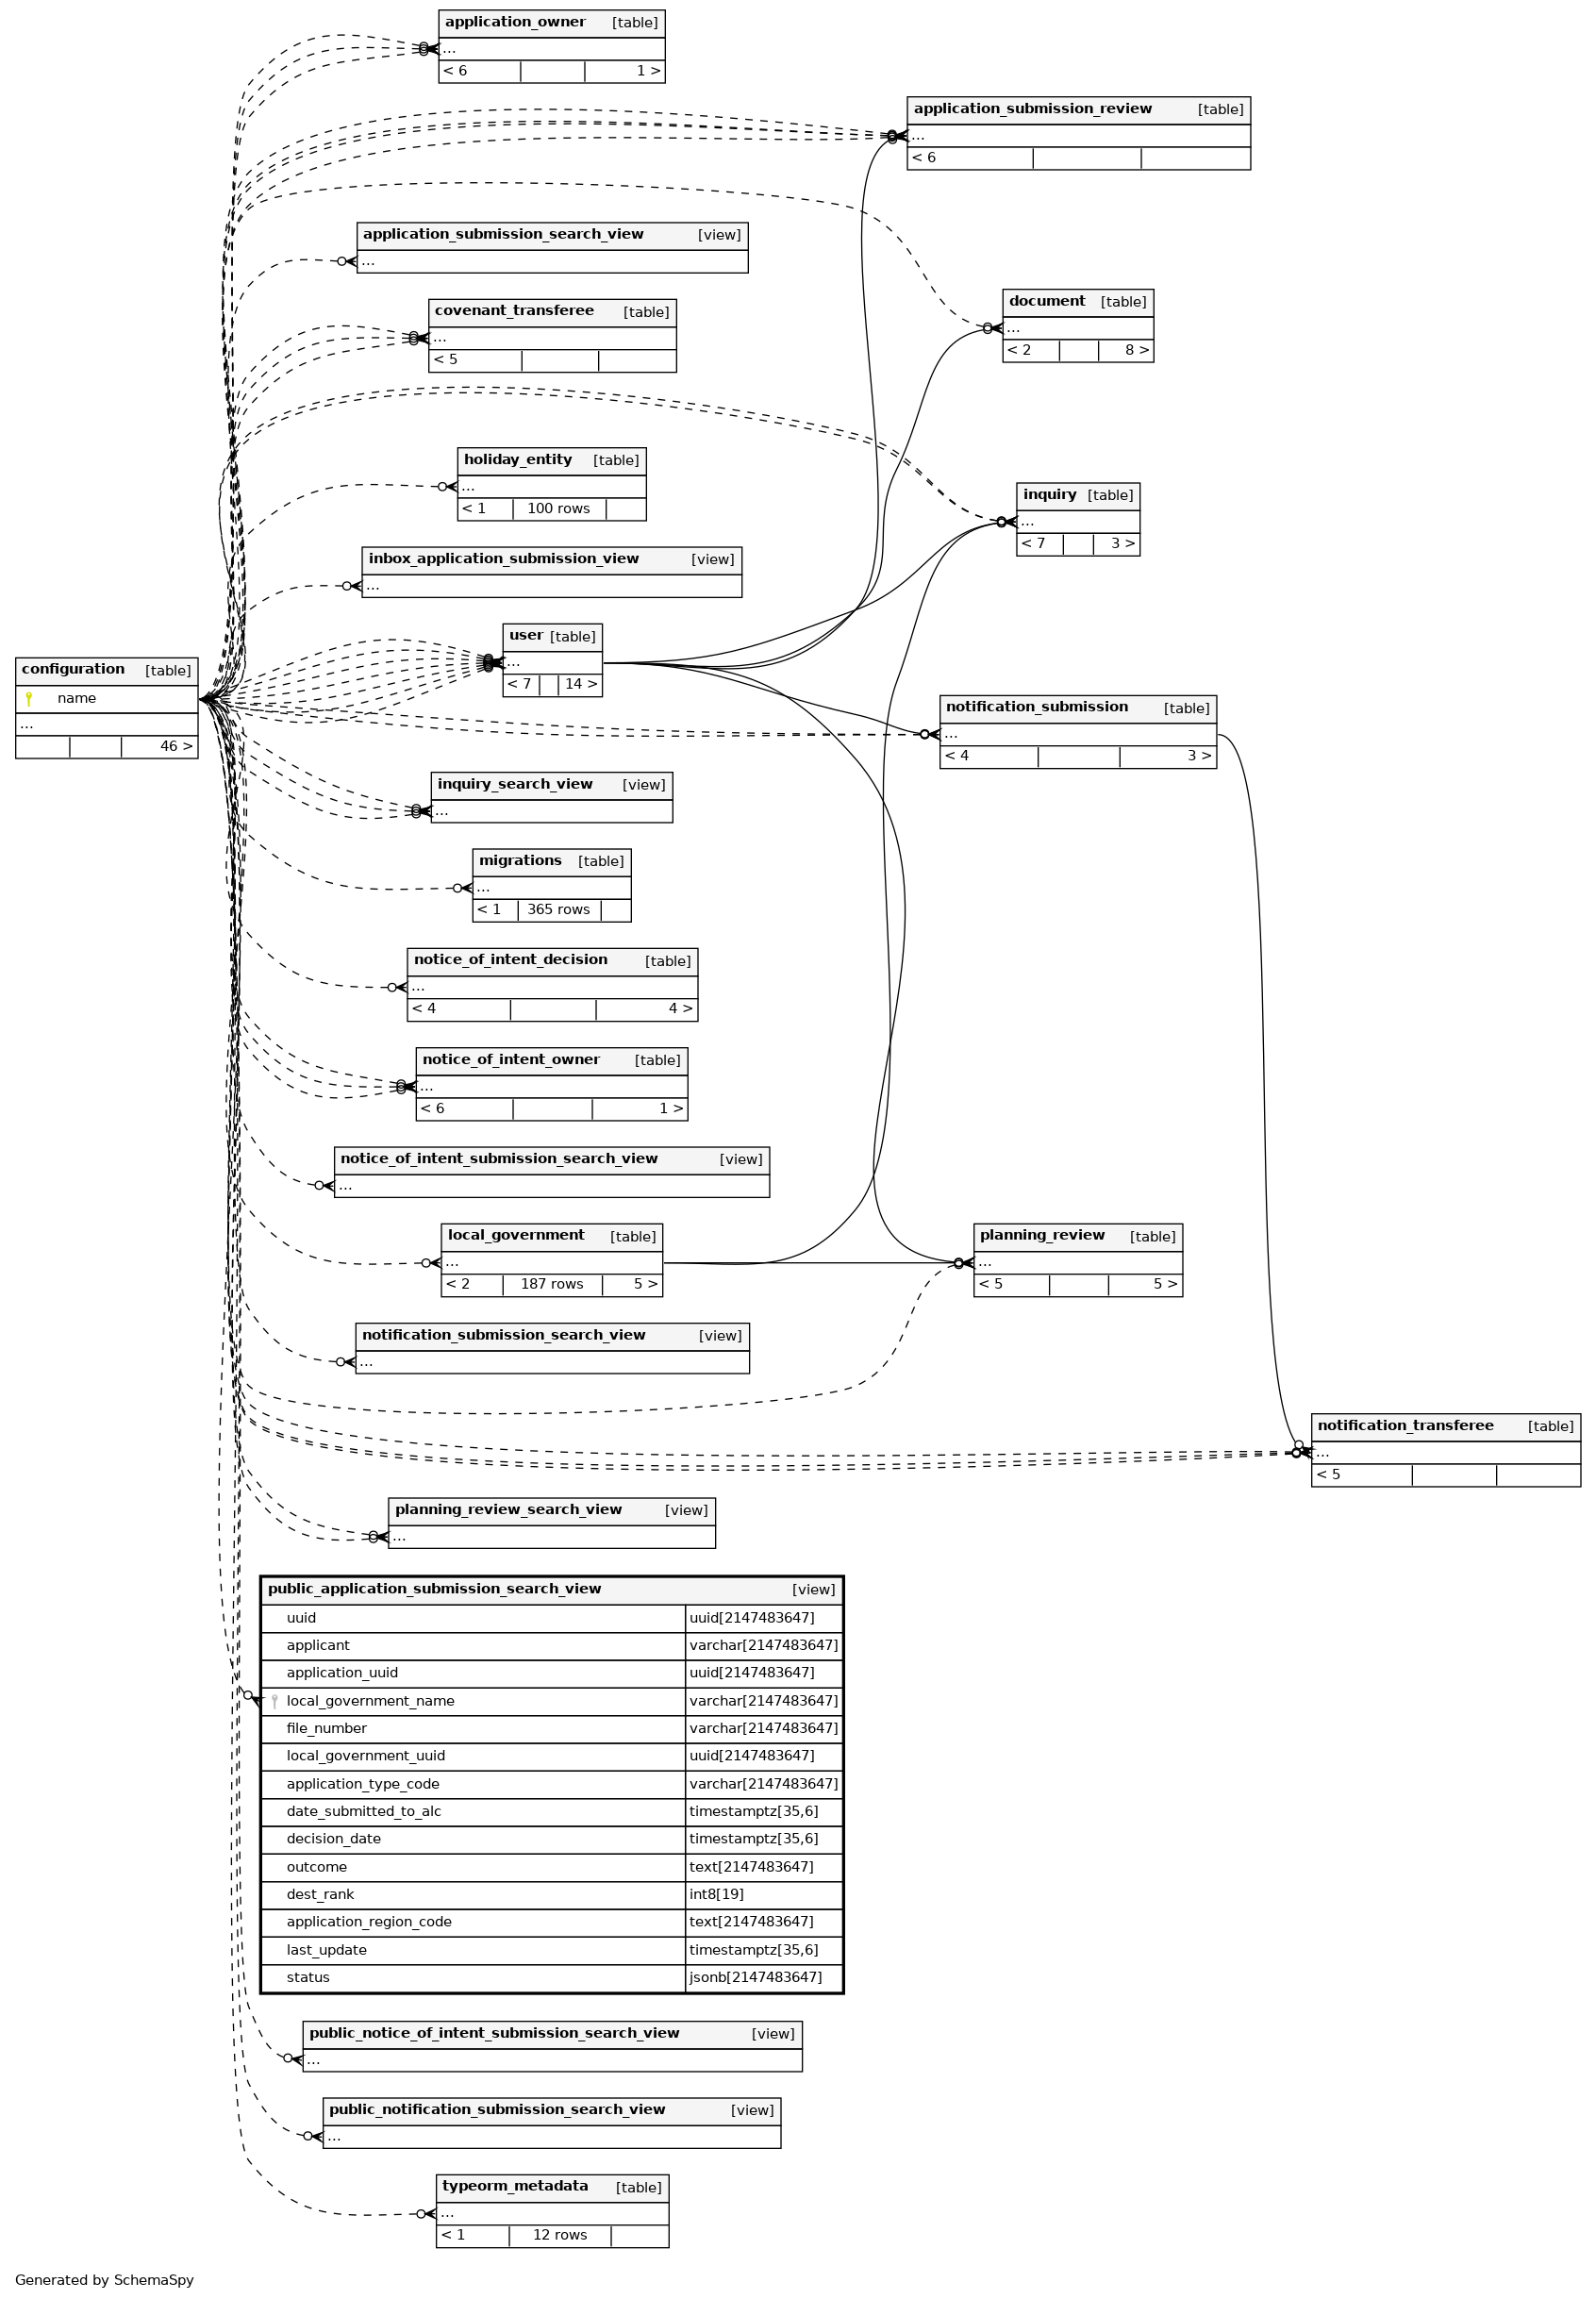 application_owner [table]
...
< 6 1 >
application_submission_review [table]
...
< 6
application_submission_search_view [view]
...
covenant_transferee [table]
...
< 5
document [table]
...
< 2 8 >
holiday_entity [table]
...
< 1 100 rows
inquiry [table]
...
< 7 3 >
inbox_application_submission_view [view]
...
user [table]
...
< 7 14 >
configuration [table]
name
...
46 >
notification_submission [table]
...
< 4 3 >
inquiry_search_view [view]
...
migrations [table]
...
< 1 365 rows
notice_of_intent_decision [table]
...
< 4 4 >
notice_of_intent_owner [table]
...
< 6 1 >
notice_of_intent_submission_search_view [view]
...
local_government [table]
...
< 2 187 rows 5 >
planning_review [table]
...
< 5 5 >
notification_submission_search_view [view]
...
notification_transferee [table]
...
< 5
planning_review_search_view [view]
...
public_application_submission_search_view [view]
uuid uuid[2147483647]
applicant varchar[2147483647]
application_uuid uuid[2147483647]
local_government_name varchar[2147483647]
file_number varchar[2147483647]
local_government_uuid uuid[2147483647]
application_type_code varchar[2147483647]
date_submitted_to_alc timestamptz[35,6]
decision_date timestamptz[35,6]
outcome text[2147483647]
dest_rank int8[19]
application_region_code text[2147483647]
last_update timestamptz[35,6]
status jsonb[2147483647]
public_notice_of_intent_submission_search_view [view]
...
public_notification_submission_search_view [view]
...
typeorm_metadata [table]
...
< 1 12 rows
Generated by SchemaSpy